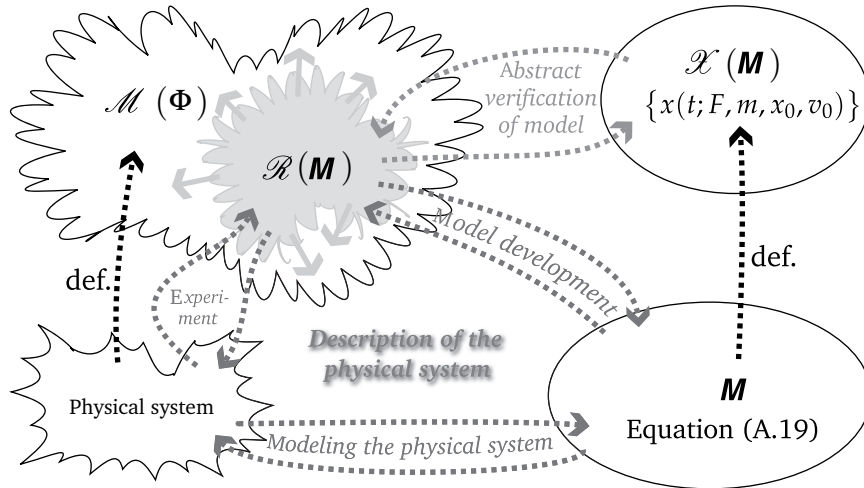 ℳ (Φ)
ℛ(M)
Abstract
verification
of model
𝒳 (M)
{x(t; F, m, x₀, v₀)}
def.
Experi-
ment
Model development
def.
Description of the
physical system
Physical system
Modeling the physical system
M
Equation (A.19)